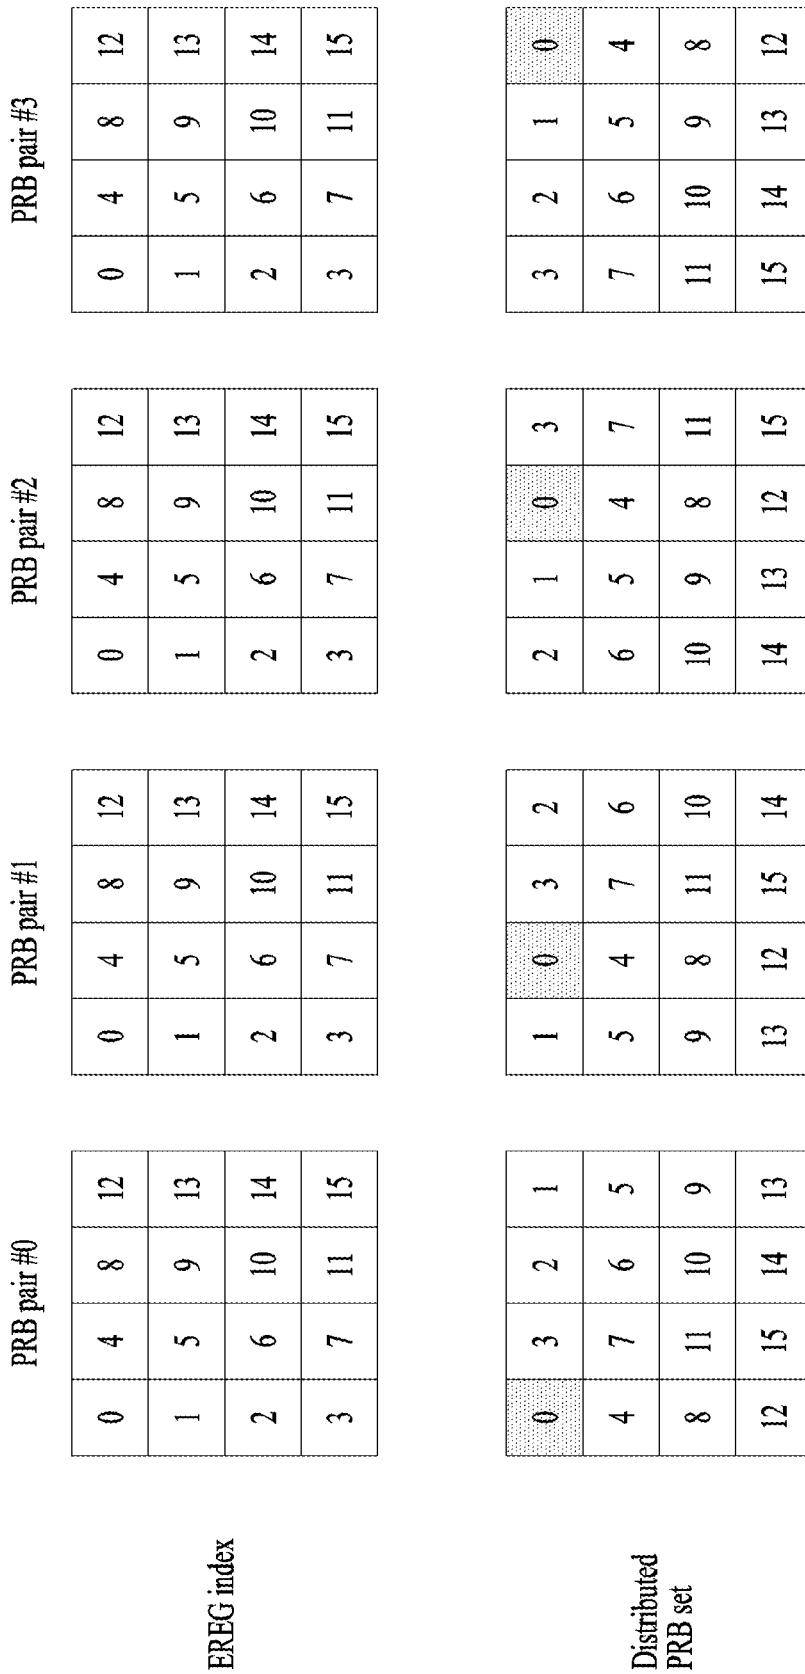 PRB pair #0 PRB pair #1 PRB pair #2 PRB pair #3
0 4 8 12 0 4 8 12 0 4 8 12 0 4 8 12
1 5 9 13 1 5 9 13 1 5 9 13 1 5 9 13
EREG index
2 6 10 14 2 6 10 14 2 6 10 14 2 6 10 14
3 7 11 15 3 7 11 15 3 7 11 15 3 7 11 15
0 3 2 1 1 0 3 2 2 1 0 3 3 2 1 0
4 7 6 5 5 4 7 6 6 5 4 7 7 6 5 4
Distributed
PRB set
8 11 10 9 9 8 11 10 10 9 8 11 11 10 9 8
12 15 14 13 13 12 15 14 14 13 12 15 15 14 13 12